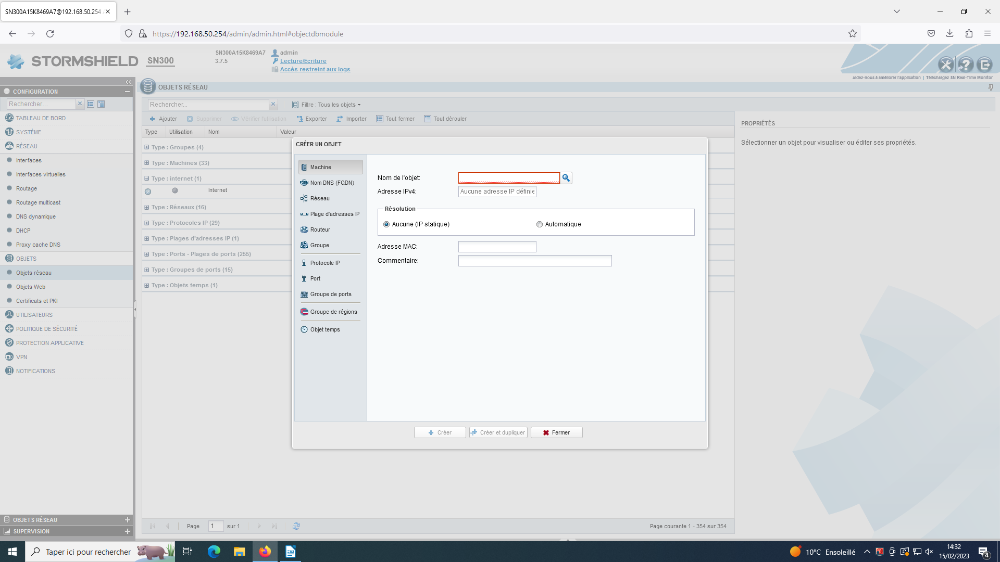 SN300A15K8469A7@192.168.50.254
https://192.168.50.254/admin/admin.html#objectdbmodule
STORMSHIELD SN300
SN300A15K8469A7
3.7.5
admin
Lecture/Ecriture
Accès restreint aux logs
Aidez-nous à améliorer l'application | Téléchargez SN Real-Time Monitor
CONFIGURATION
Rechercher...
TABLEAU DE BORD
SYSTÈME
RÉSEAU
Interfaces
Interfaces virtuelles
Routage
Routage multicast
DNS dynamique
DHCP
Proxy cache DNS
OBJETS
Objets réseau
Objets Web
Certificats et PKI
UTILISATEURS
POLITIQUE DE SÉCURITÉ
PROTECTION APPLICATIVE
VPN
NOTIFICATIONS
OBJETS RÉSEAU
SUPERVISION
OBJETS RÉSEAU
Rechercher...
Filtre : Tous les objets
Ajouter Supprimer Vérifier l'utilisation Exporter Importer Tout fermer Tout dérouler
Type Utilisation Nom Valeur
Type : Groupes (4)
Type : Machines (33)
Type : internet (1)
Internet
Type : Réseaux (16)
Type : Protocoles IP (29)
Type : Plages d'adresses IP (1)
Type : Ports - Plages de ports (255)
Type : Groupes de ports (15)
Type : Objets temps (1)
Page 1 sur 1
Page courante 1 - 354 sur 354
PROPRIÉTÉS
Sélectionner un objet pour visualiser ou éditer ses propriétés.
CRÉER UN OBJET
Machine
Nom DNS (FQDN)
Réseau
Plage d'adresses IP
Routeur
Groupe
Protocole IP
Port
Groupe de ports
Groupe de régions
Objet temps
Nom de l'objet:
Adresse IPv4: Aucune adresse IP définie
Résolution
Aucune (IP statique) Automatique
Adresse MAC:
Commentaire:
Créer Créer et dupliquer Fermer
Taper ici pour rechercher
10°C Ensoleillé
14:32
15/02/2023
4